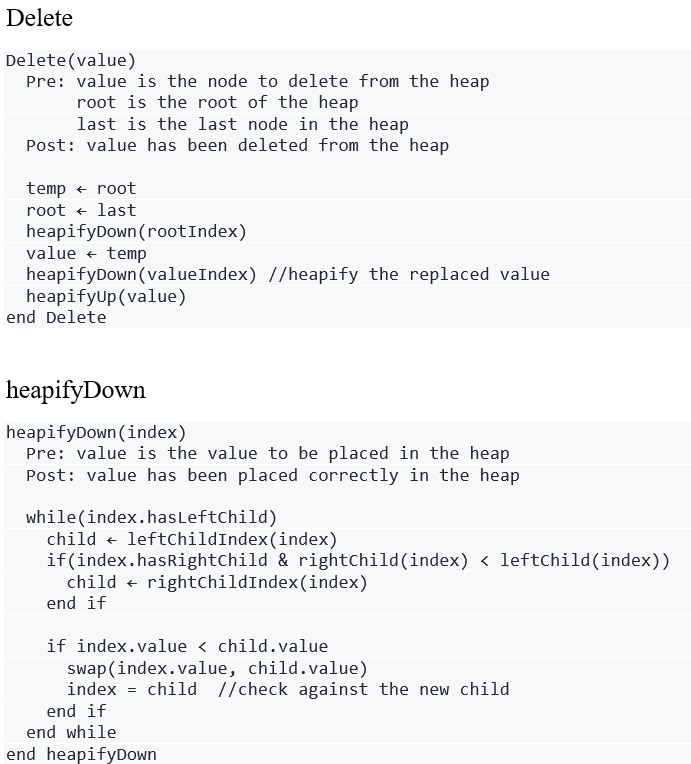 Delete
Delete(value)
  Pre: value is the node to delete from the heap
       root is the root of the heap
       last is the last node in the heap
  Post: value has been deleted from the heap

  temp ← root
  root ← last
  heapifyDown(rootIndex)
  value ← temp
  heapifyDown(valueIndex) //heapify the replaced value
  heapifyUp(value)
end Delete

heapifyDown
heapifyDown(index)
  Pre: value is the value to be placed in the heap
  Post: value has been placed correctly in the heap

  while(index.hasLeftChild)
    child ← leftChildIndex(index)
    if(index.hasRightChild & rightChild(index) < leftChild(index))
      child ← rightChildIndex(index)
    end if

    if index.value < child.value
      swap(index.value, child.value)
      index = child  //check against the new child
    end if
  end while
end heapifyDown